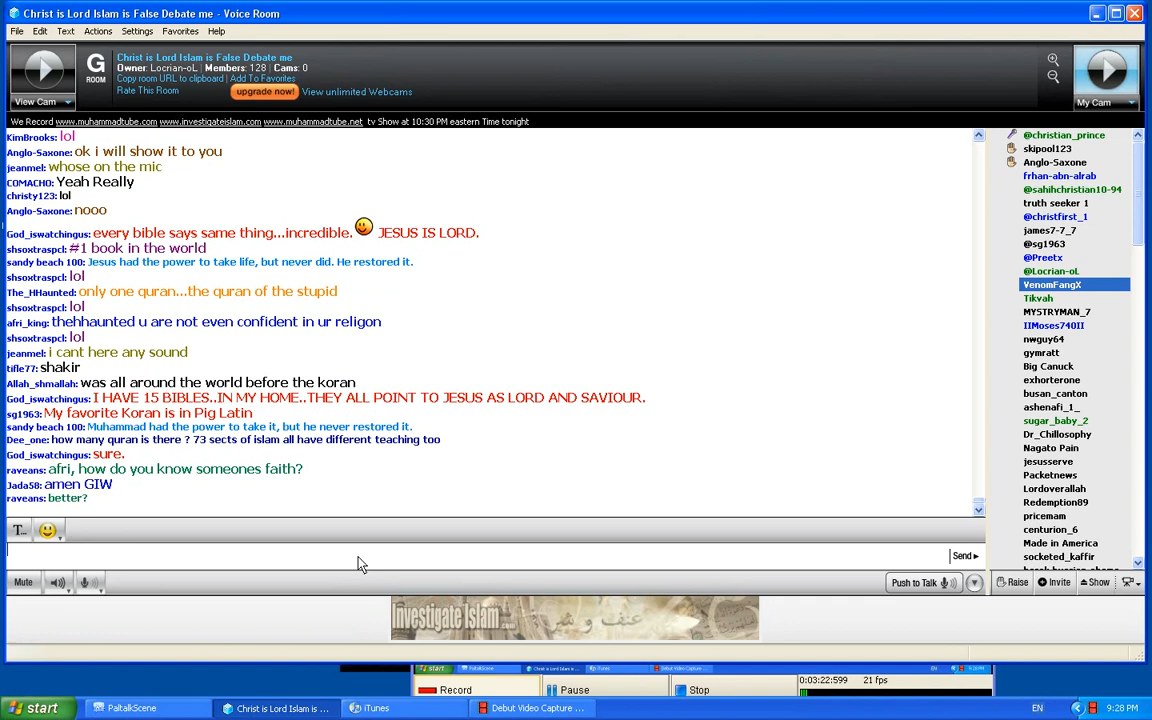 Christ is Lord Islam is False Debate me - Voice Room
File Edit Text Actions Settings Favorites Help
G ROOM
Christ is Lord Islam is False Debate me
Owner: Locrian-oL | Members: 128 | Cams: 0
Copy room URL to clipboard | Add To Favorites
Rate This Room upgrade now! View unlimited Webcams
View Cam
My Cam
We Record www.muhammadtube.com www.investigateislam.com www.muhammadtube.net tv Show at 10:30 PM eastern Time tonight
KimBrooks: lol
Anglo-Saxone: ok i will show it to you
jeanmel: whose on the mic
COMACHO: Yeah Really
christy123: lol
Anglo-Saxone: nooo
God_iswatchingus: every bible says same thing...incredible. JESUS IS LORD.
shsoxtraspcl: #1 book in the world
sandy beach 100: Jesus had the power to take life, but never did. He restored it.
shsoxtraspcl: lol
The_HHaunted: only one quran...the quran of the stupid
shsoxtraspcl: lol
afri_king: thehhaunted u are not even confident in ur religon
shsoxtraspcl: lol
jeanmel: i cant here any sound
tifle77: shakir
Allah_shmallah: was all around the world before the koran
God_iswatchingus: I HAVE 15 BIBLES..IN MY HOME..THEY ALL POINT TO JESUS AS LORD AND SAVIOUR.
sg1963: My favorite Koran is in Pig Latin
sandy beach 100: Muhammad had the power to take it, but he never restored it.
Dee_one: how many quran is there ? 73 sects of islam all have different teaching too
God_iswatchingus: sure.
raveans: afri, how do you know someones faith?
Jada58: amen GIW
raveans: better?
@christian_prince
skipool123
Anglo-Saxone
frhan-abn-alrab
@sahihchristian10-94
truth seeker 1
@christfirst_1
james7-7_7
@sg1963
@Preetx
@Locrian-oL
VenomFangX
Tikvah
MYSTRYMAN_7
IIMoses740II
nwguy64
gymratt
Big Canuck
exhorterone
busan_canton
ashenafi_1_
sugar_baby_2
Dr_Chillosophy
Nagato Pain
jesusserve
Packetnews
Lordoverallah
Redemption89
pricemam
centurion_6
Made in America
socketed_kaffir
T...
Send
Mute
Push to Talk
Raise Invite Show
Investigate Islam.com عنف و شر
start PaltalkScene Christ is Lord Islam is... iTunes Debut Video Capture ...
Record Pause Stop 0:03:22:599 21 fps
start PaltalkScene Christ is Lord Islam is ... iTunes Debut Video Capture ... EN 9:28 PM